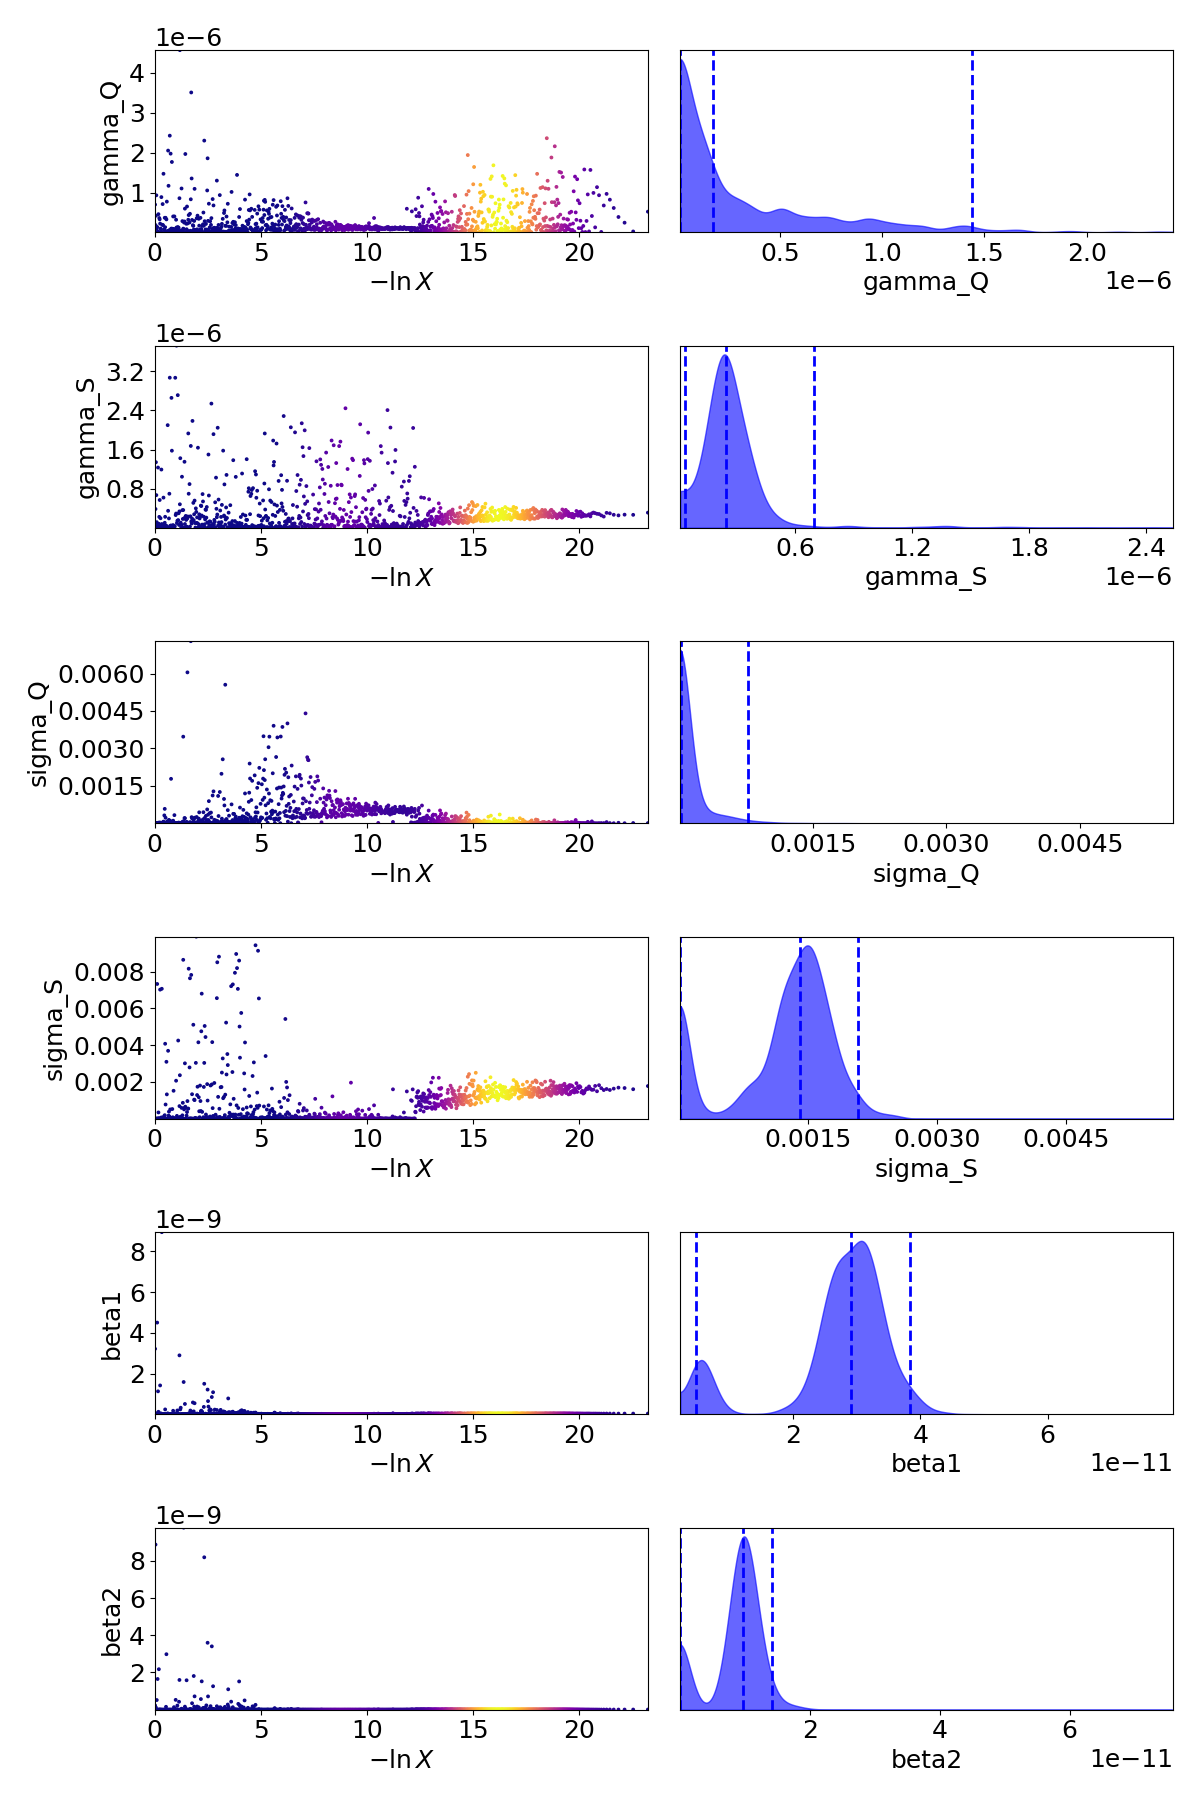 1e−6
gamma_Q
4
3
2
1
0 5 10 15 20
−ln X
0.5 1.0 1.5 2.0
gamma_Q
1e−6
1e−6
gamma_S
3.2
2.4
1.6
0.8
0 5 10 15 20
−ln X
0.6 1.2 1.8 2.4
gamma_S
1e−6
sigma_Q
0.0060
0.0045
0.0030
0.0015
0 5 10 15 20
−ln X
0.0015 0.0030 0.0045
sigma_Q
sigma_S
0.008
0.006
0.004
0.002
0 5 10 15 20
−ln X
0.0015 0.0030 0.0045
sigma_S
1e−9
beta1
8
6
4
2
0 5 10 15 20
−ln X
2 4 6
beta1
1e−11
1e−9
beta2
8
6
4
2
0 5 10 15 20
−ln X
2 4 6
beta2
1e−11